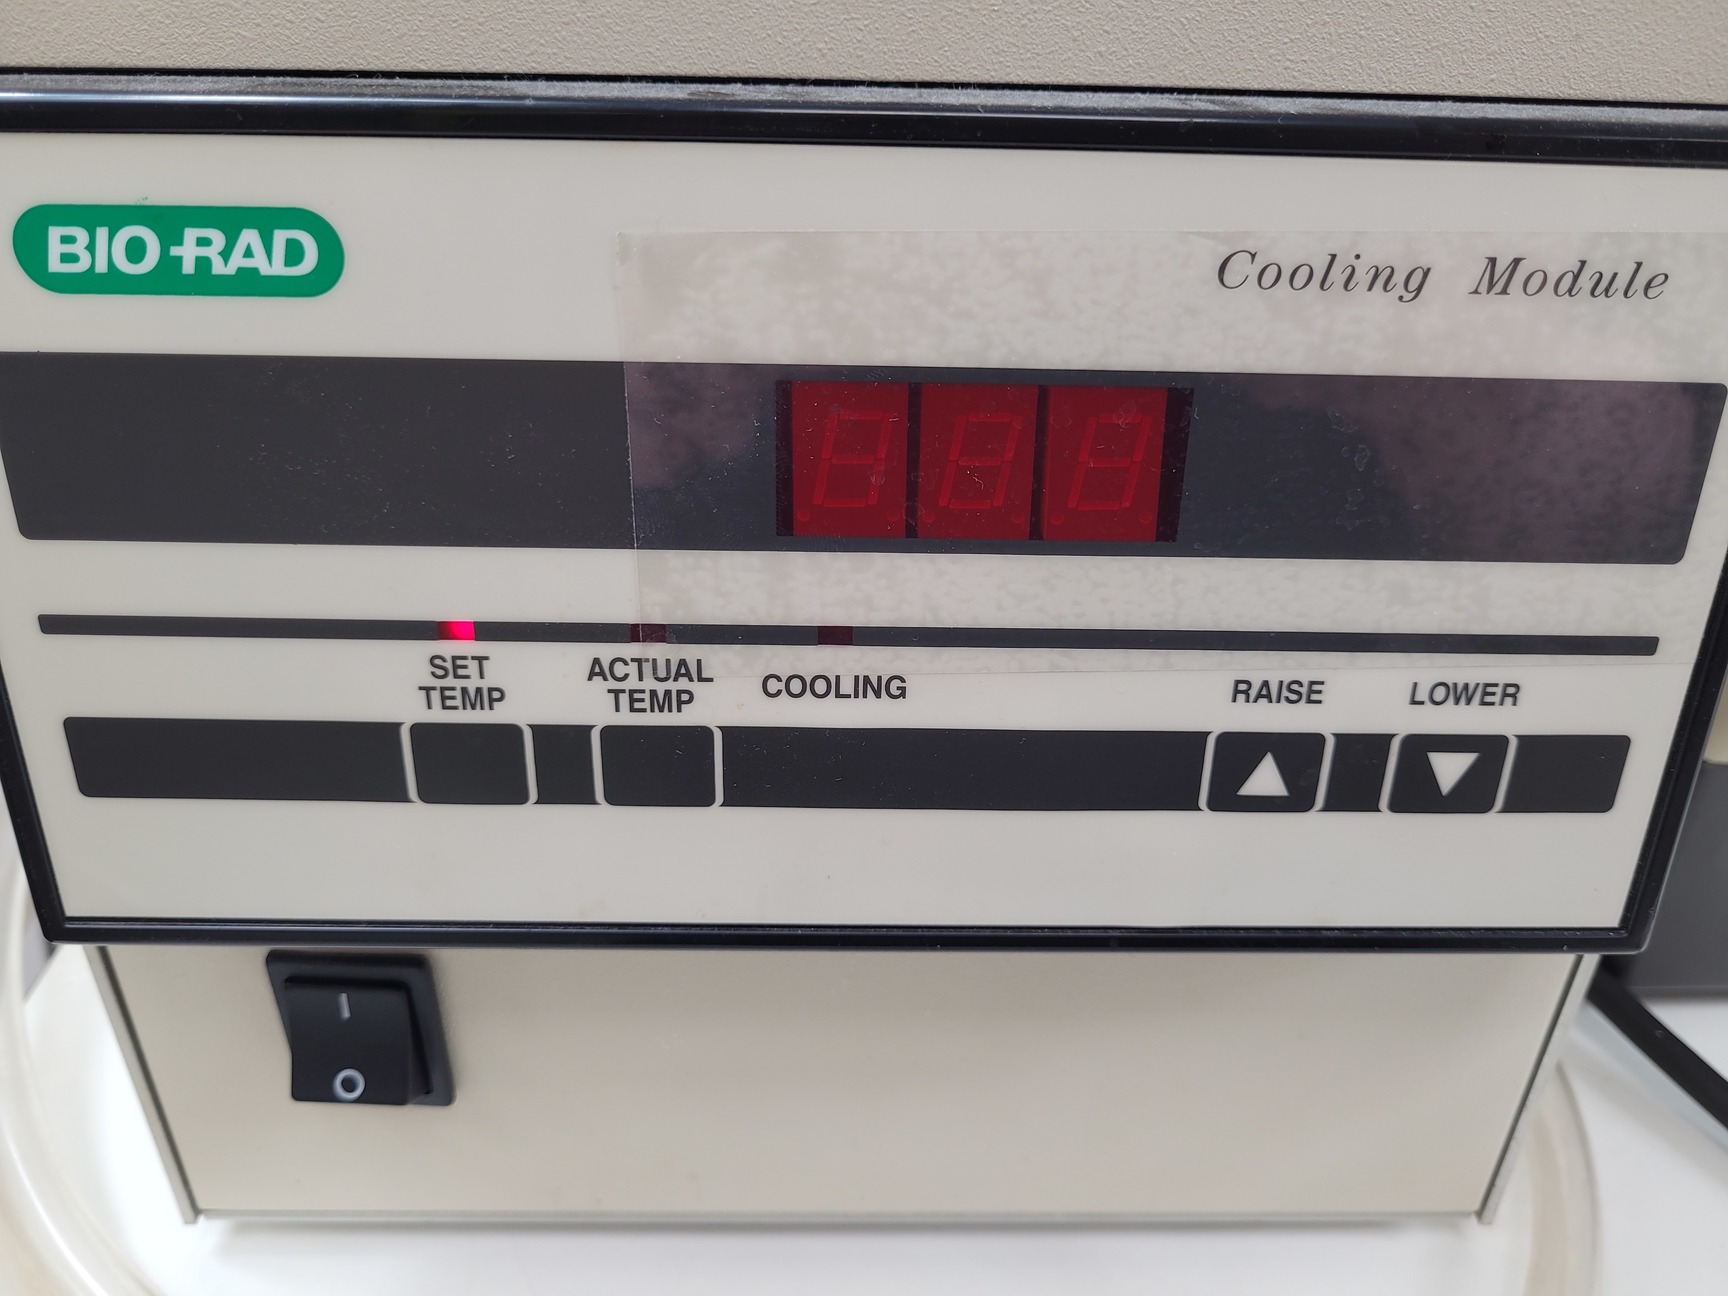 BIO-RAD
Cooling Module
SET TEMP
ACTUAL TEMP
COOLING
RAISE
LOWER